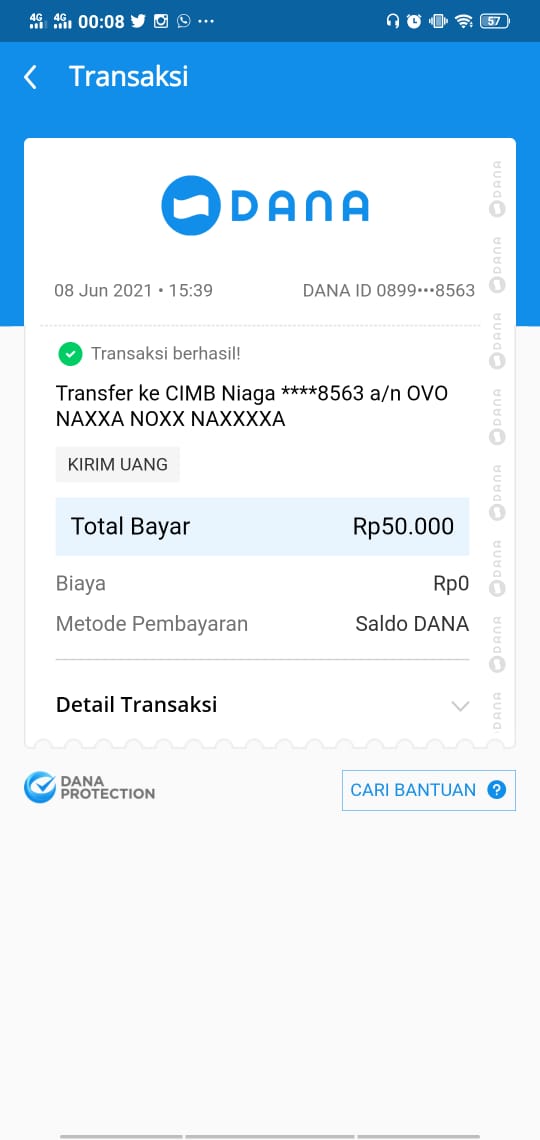 4G 4G 00:08 ... 57
Transaksi
DANA
08 Jun 2021 • 15:39 DANA ID 0899•••8563
Transaksi berhasil!
Transfer ke CIMB Niaga ****8563 a/n OVO
NAXXA NOXX NAXXXXA
KIRIM UANG
Total Bayar Rp50.000
Biaya Rp0
Metode Pembayaran Saldo DANA
Detail Transaksi
DANA
DANA
DANA
DANA
DANA
DANA
DANA
DANA
DANA
PROTECTION
CARI BANTUAN ?